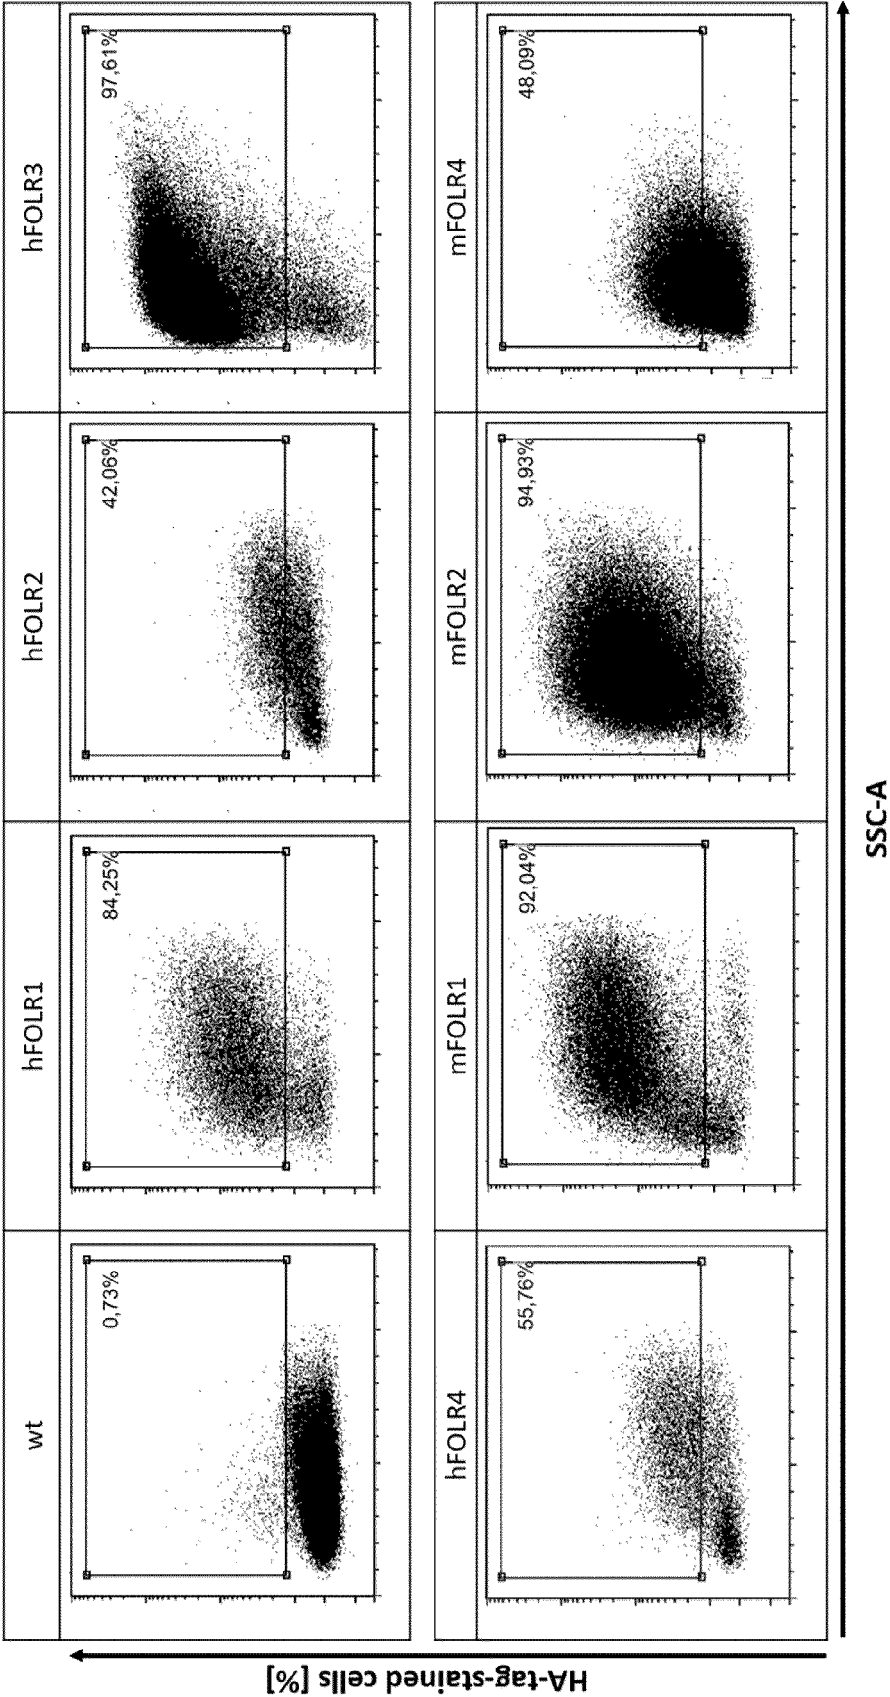 wt
hFOLR1
hFOLR2
hFOLR3
0,73%
84,25%
42,06%
97,61%
hFOLR4
mFOLR1
mFOLR2
mFOLR4
55,76%
92,04%
94,93%
48,09%
HA-tag-stained cells [%]
SSC-A